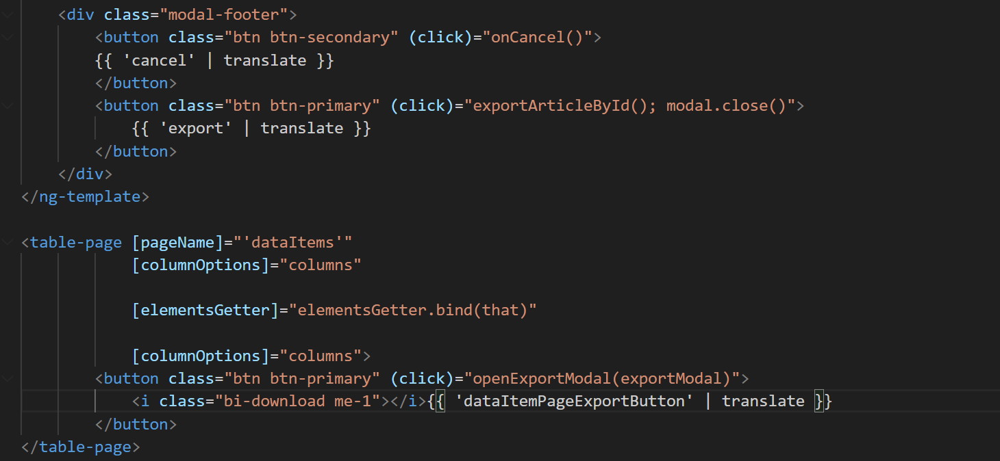 <div class="modal-footer">
<button class="btn btn-secondary" (click)="onCancel()">
{{ 'cancel' | translate }}
</button>
<button class="btn btn-primary" (click)="exportArticleById(); modal.close()">
{{ 'export' | translate }}
</button>
</div>
</ng-template>
<table-page [pageName]="'dataItems'"
[columnOptions]="columns"
[elementsGetter]="elementsGetter.bind(that)"
[columnOptions]="columns">
<button class="btn btn-primary" (click)="openExportModal(exportModal)">
<i class="bi-download me-1"></i>{{ 'dataItemPageExportButton' | translate }}
</button>
</table-page>